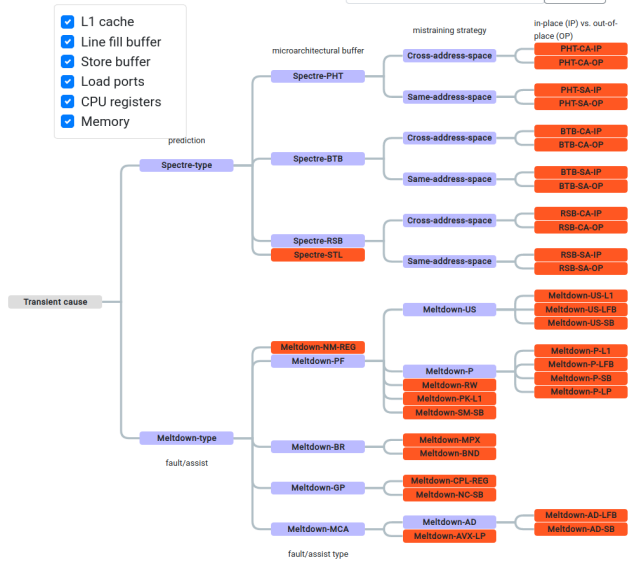 L1 cache
Line fill buffer
Store buffer
Load ports
CPU registers
Memory
prediction
microarchitectural buffer
mistraining strategy
in-place (IP) vs. out-of-
place (OP)
Transient cause
Spectre-type
Spectre-PHT
Cross-address-space
PHT-CA-IP
PHT-CA-OP
Same-address-space
PHT-SA-IP
PHT-SA-OP
Spectre-BTB
Cross-address-space
BTB-CA-IP
BTB-CA-OP
Same-address-space
BTB-SA-IP
BTB-SA-OP
Spectre-RSB
Cross-address-space
RSB-CA-IP
RSB-CA-OP
Same-address-space
RSB-SA-IP
RSB-SA-OP
Spectre-STL
Meltdown-type
fault/assist
Meltdown-NM-REG
Meltdown-PF
Meltdown-US
Meltdown-US-L1
Meltdown-US-LFB
Meltdown-US-SB
Meltdown-P
Meltdown-P-L1
Meltdown-P-LFB
Meltdown-P-SB
Meltdown-P-LP
Meltdown-RW
Meltdown-PK-L1
Meltdown-SM-SB
Meltdown-BR
Meltdown-MPX
Meltdown-BND
Meltdown-GP
Meltdown-CPL-REG
Meltdown-NC-SB
Meltdown-MCA
Meltdown-AD
Meltdown-AD-LFB
Meltdown-AD-SB
Meltdown-AVX-LP
fault/assist type